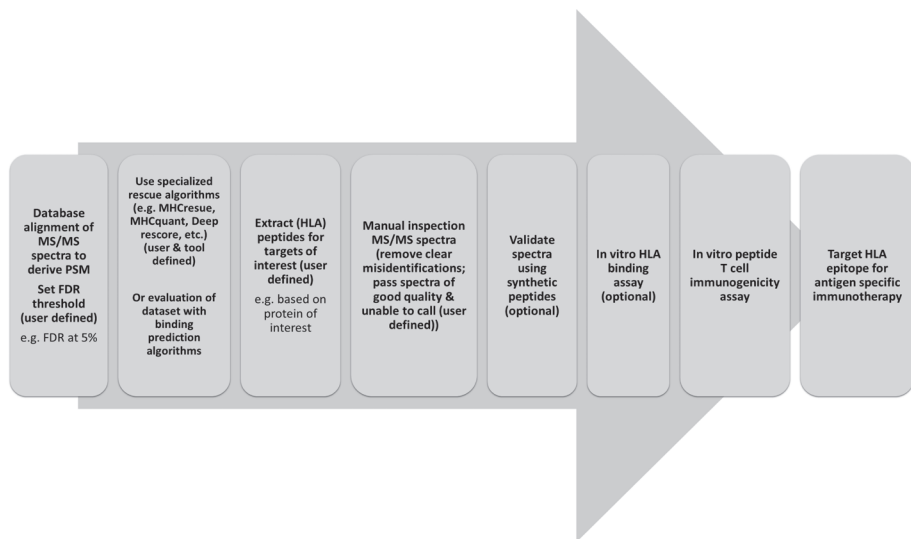 Database
alignment of
MS/MS
spectra to
derive PSM
Set FDR
threshold
(user defined)
e.g. FDR at 5%
Use specialized
rescue algorithms
(e.g. MHCresue,
MHCquant, Deep
rescore, etc.)
(user & tool
defined)
Or evaluation of
dataset with
binding
prediction
algorithms
Extract (HLA)
peptides for
targets of
interest (user
defined)
e.g. based on
protein of
interest
Manual inspection
MS/MS spectra
(remove clear
misidentifications;
pass spectra of
good quality &
unable to call (user
defined))
Validate
spectra
using
synthetic
peptides
(optional)
In vitro HLA
binding
assay
(optional)
In vitro peptide
T cell
immunogenicity
assay
Target HLA
epitope for
antigen specific
immunotherapy